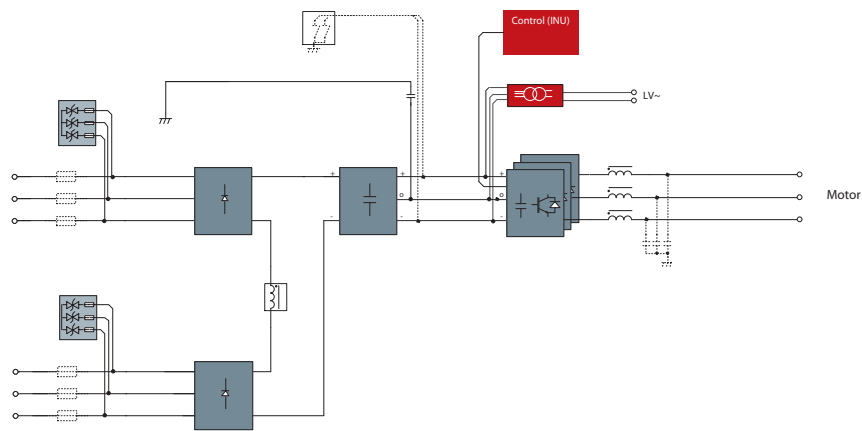 Control (INU)
LV~
+
+
+
o
o
-
-
-
Motor